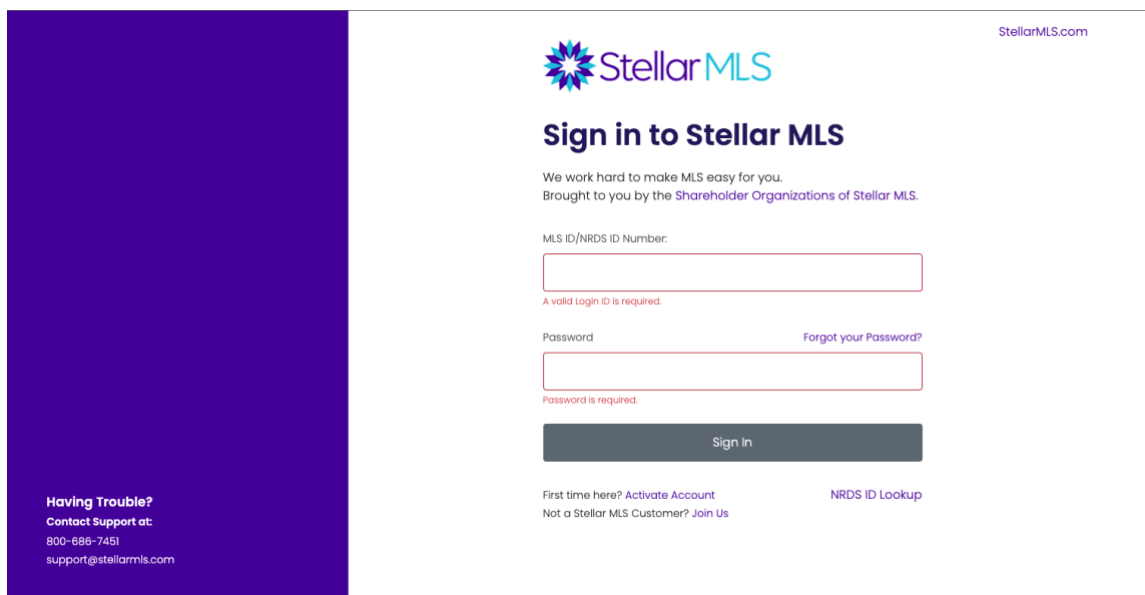 StellarMLS.com
Stellar MLS
Sign in to Stellar MLS
We work hard to make MLS easy for you.
Brought to you by the Shareholder Organizations of Stellar MLS.
MLS ID/NRDS ID Number:
A valid Login ID is required.
Password Forgot your Password?
Password is required.
Sign In
First time here? Activate Account NRDS ID Lookup
Not a Stellar MLS Customer? Join Us
Having Trouble?
Contact Support at:
800-686-7451
support@stellarmls.com